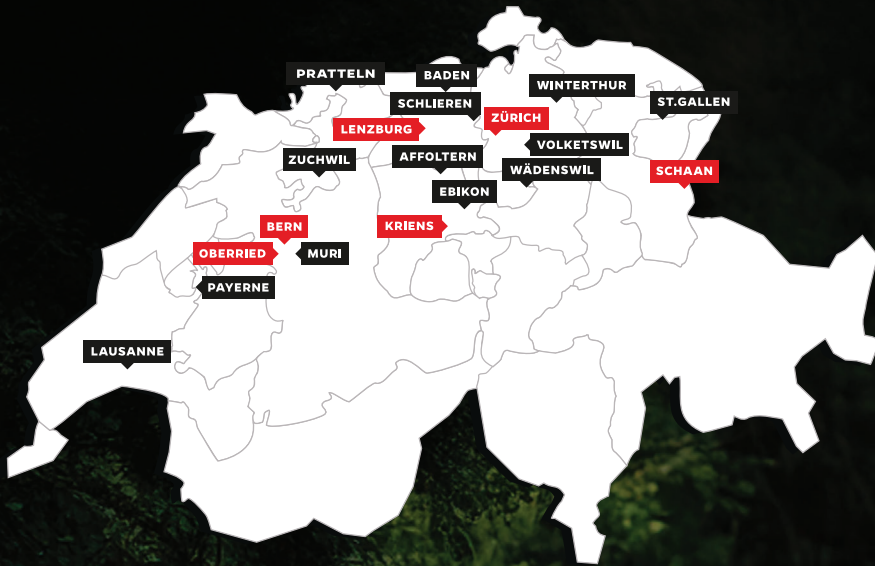 PRATTELN
BADEN
WINTERTHUR
SCHLIEREN
ST.GALLEN
ZÜRICH
LENZBURG
VOLKETSWIL
ZUCHWIL
AFFOLTERN
WÄDENSWIL
SCHAAN
EBIKON
BERN
KRIENS
OBERRIED
MURI
PAYERNE
LAUSANNE